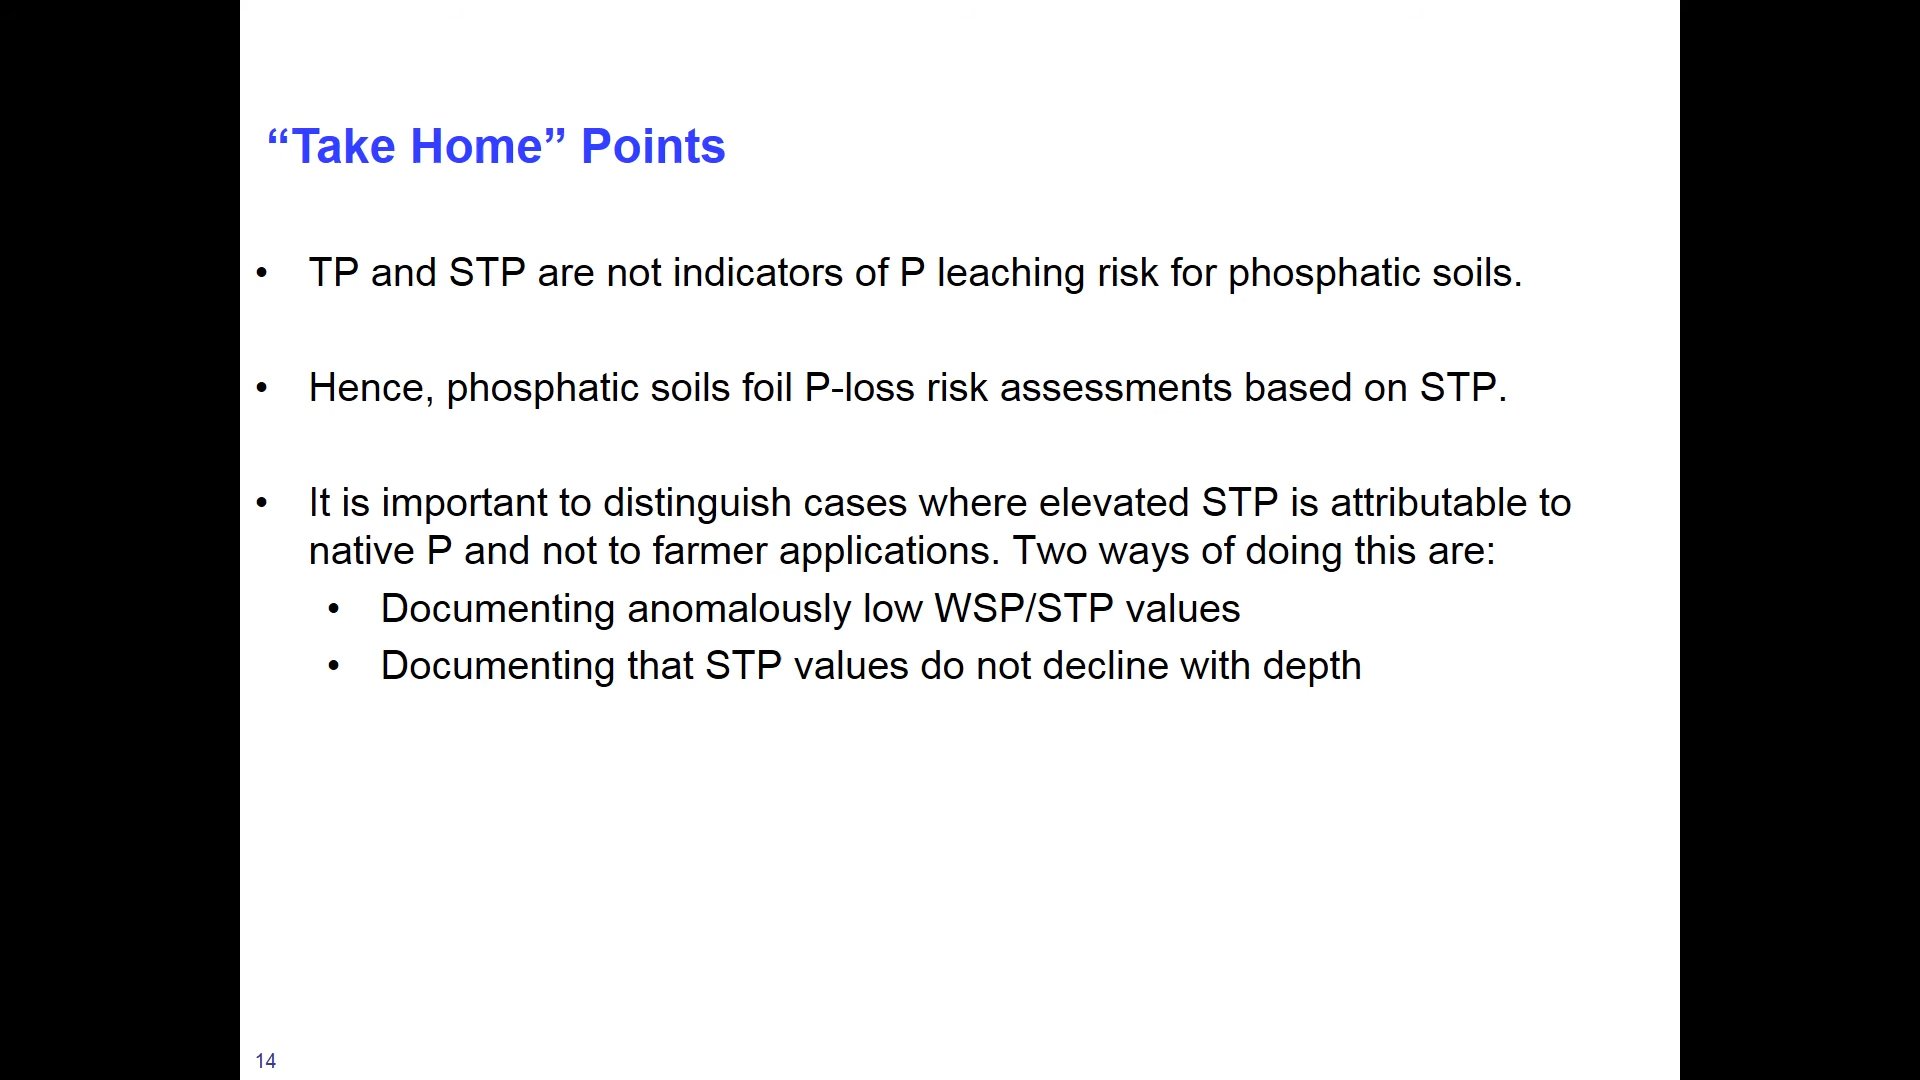 “Take Home” Points
• TP and STP are not indicators of P leaching risk for phosphatic soils.
• Hence, phosphatic soils foil P-loss risk assessments based on STP.
• It is important to distinguish cases where elevated STP is attributable to
native P and not to farmer applications. Two ways of doing this are:
• Documenting anomalously low WSP/STP values
• Documenting that STP values do not decline with depth
14